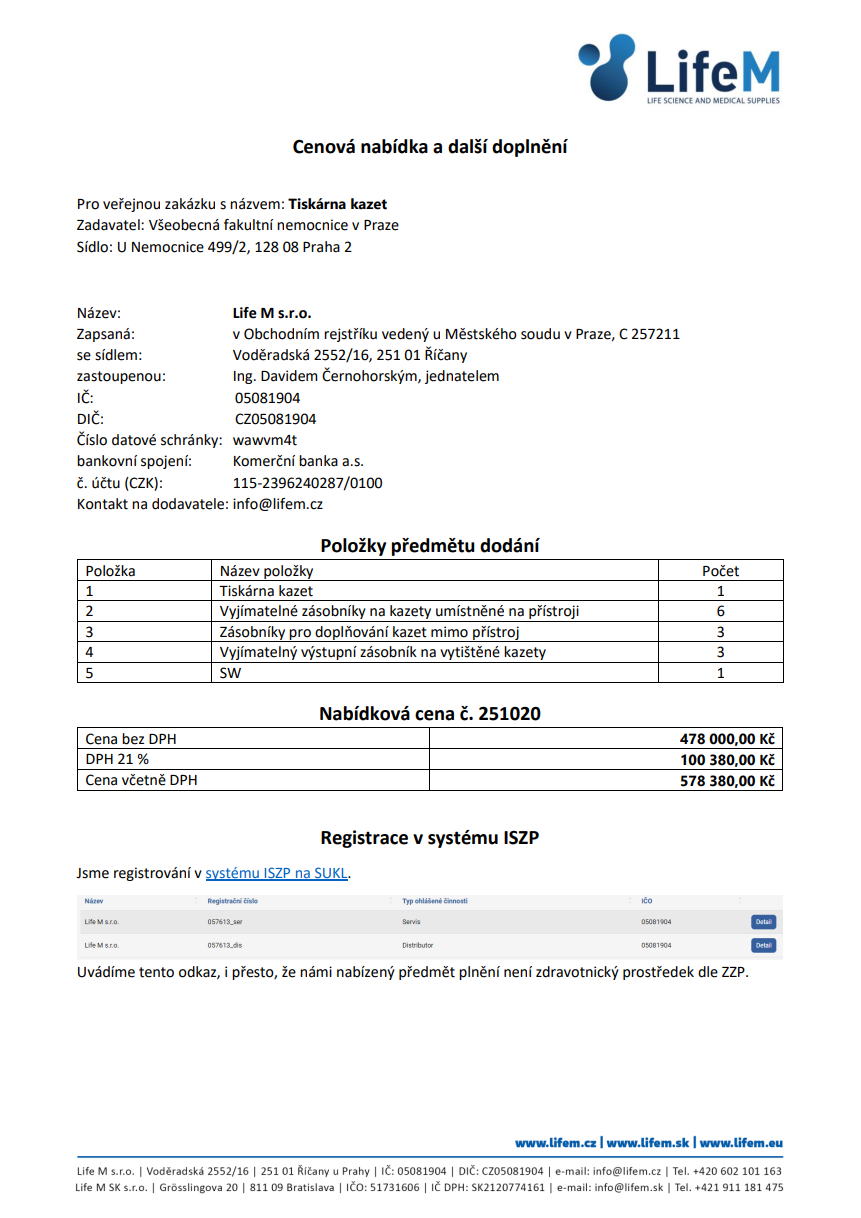 LifeM
LIFE SCIENCE AND MEDICAL SUPPLIES
Cenová nabídka a další doplnění
Pro veřejnou zakázku s názvem: Tiskárna kazet
Zadavatel: Všeobecná fakultní nemocnice v Praze
Sídlo: U Nemocnice 499/2, 128 08 Praha 2
Název: Life M s.r.o.
Zapsaná: v Obchodním rejstříku vedený u Městského soudu v Praze, C 257211
se sídlem: Voděradská 2552/16, 251 01 Říčany
zastoupenou: Ing. Davidem Černohorským, jednatelem
IČ: 05081904
DIČ: CZ05081904
Číslo datové schránky: wawvm4t
bankovní spojení: Komerční banka a.s.
č. účtu (CZK): 115-2396240287/0100
Kontakt na dodavatele: info@lifem.cz
Položky předmětu dodání
Položka Název položky Počet
1 Tiskárna kazet 1
2 Vyjímatelné zásobníky na kazety umístněné na přístroji 6
3 Zásobníky pro doplňování kazet mimo přístroj 3
4 Vyjímatelný výstupní zásobník na vytištěné kazety 3
5 SW 1
Nabídková cena č. 251020
Cena bez DPH 478 000,00 Kč
DPH 21 % 100 380,00 Kč
Cena včetně DPH 578 380,00 Kč
Registrace v systému ISZP
Jsme registrování v systému ISZP na SUKL.
Název Registrační číslo Typ ohlášené činnosti IČO
Life M s.r.o. 057613_ser Servis 05081904 Detail
Life M s.r.o. 057613_dis Distributor 05081904 Detail
Uvádíme tento odkaz, i přesto, že námi nabízený předmět plnění není zdravotnický prostředek dle ZZP.
www.lifem.cz | www.lifem.sk | www.lifem.eu
Life M s.r.o. | Voděradská 2552/16 | 251 01 Říčany u Prahy | IČ: 05081904 | DIČ: CZ05081904 | e-mail: info@lifem.cz | Tel. +420 602 101 163
Life M SK s.r.o. | Grösslingova 20 | 811 09 Bratislava | IČO: 51731606 | IČ DPH: SK2120774161 | e-mail: info@lifem.sk | Tel. +421 911 181 475